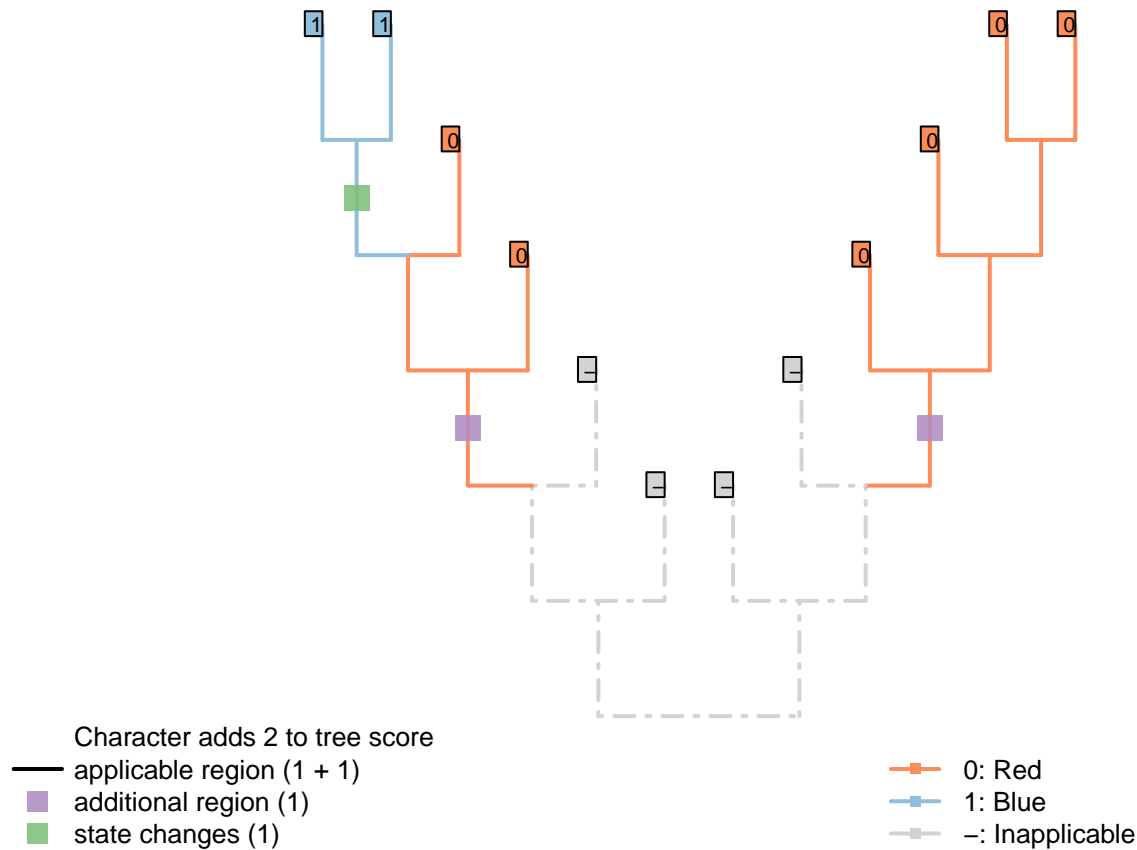 1 1 0 0
0 0
0 0
– –
– –
Character adds 2 to tree score
applicable region (1 + 1)
additional region (1)
state changes (1)
0: Red
1: Blue
–: Inapplicable